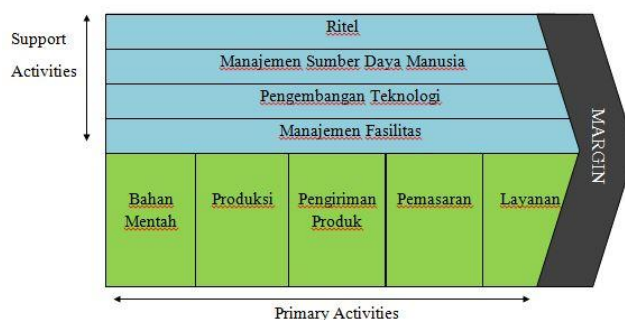 Support
Activities
Ritel
Manajemen Sumber Daya Manusia
Pengembangan Teknologi
Manajemen Fasilitas
Bahan
Mentah
Produksi
Pengiriman
Produk
Pemasaran
Layanan
MARGIN
Primary Activities